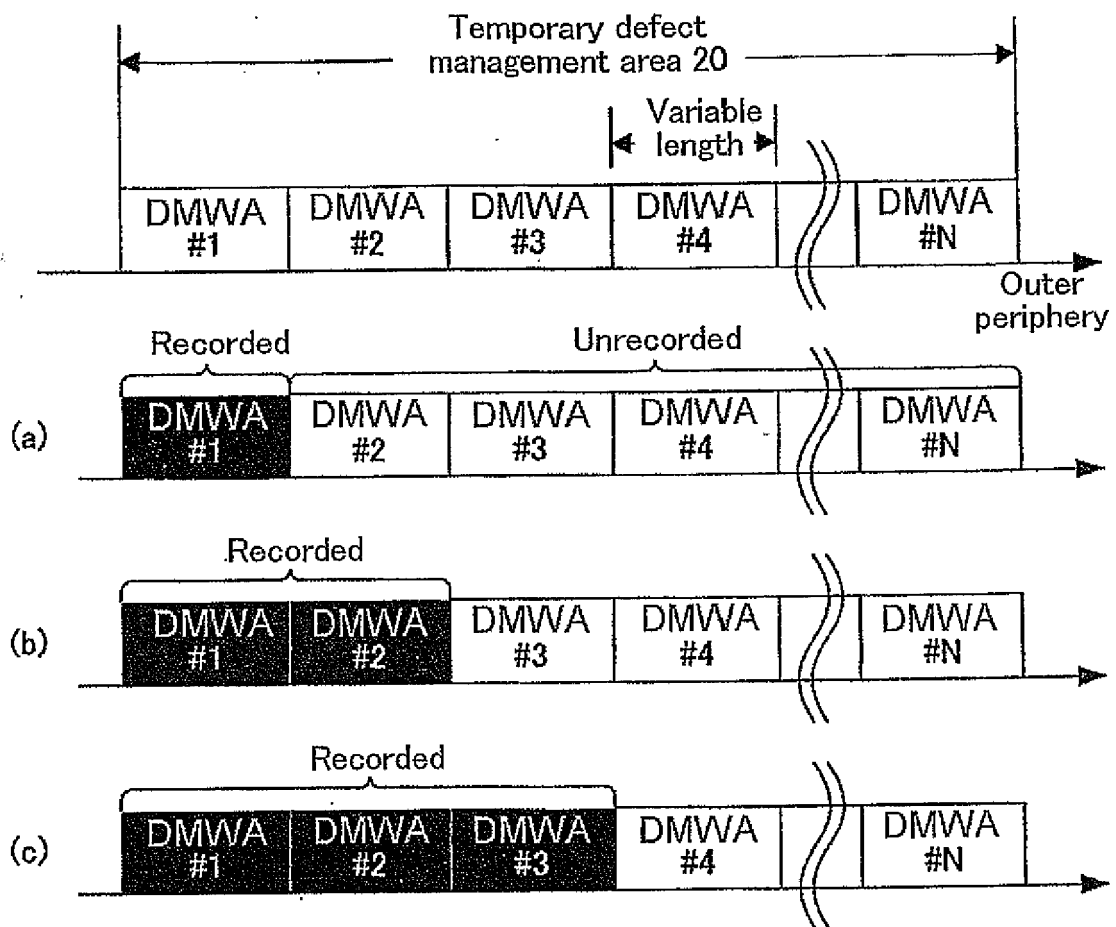 Temporary defect
management area 20
Variable
length
DMWA DMWA DMWA DMWA DMWA
#1 #2 #3 #4 #N
Outer
periphery
Recorded Unrecorded
(a)
DMWA DMWA DMWA DMWA DMWA
#1 #2 #3 #4 #N
Recorded
(b)
DMWA DMWA DMWA DMWA DMWA
#1 #2 #3 #4 #N
Recorded
(c)
DMWA DMWA DMWA DMWA DMWA
#1 #2 #3 #4 #N